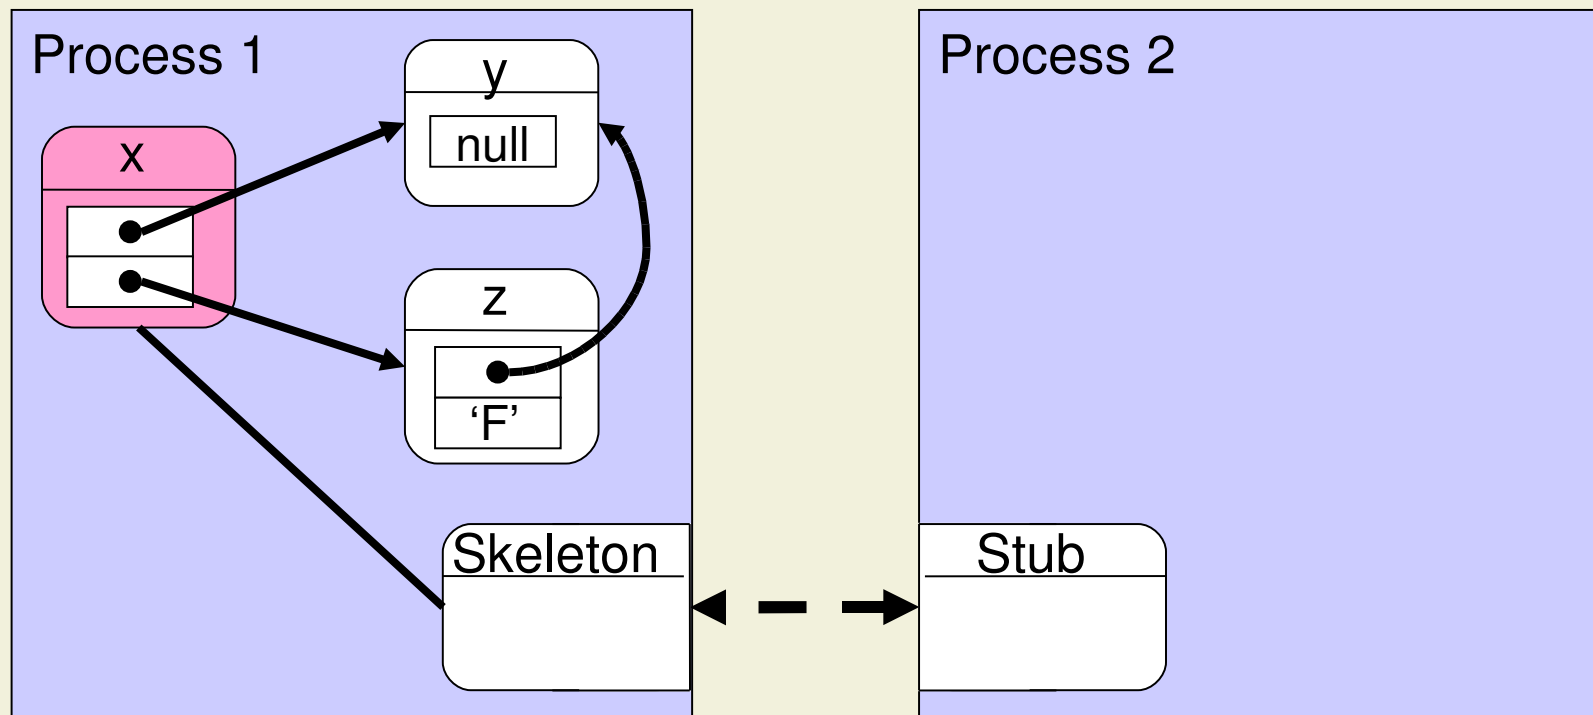 Process 1
y
null
x
z
‘F’
Skeleton
Process 2
Stub